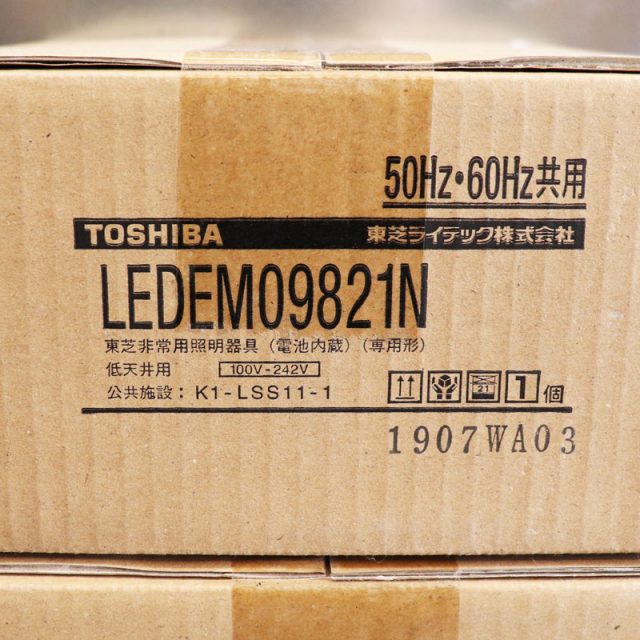 50Hz・60Hz共用
TOSHIBA 東芝ライテック株式会社
LEDEM09821N
東芝非常用照明器具（電池内蔵）（専用形）
低天井用 100V-242V
公共施設：K1-LSS11-1
21 1個
1907WA03